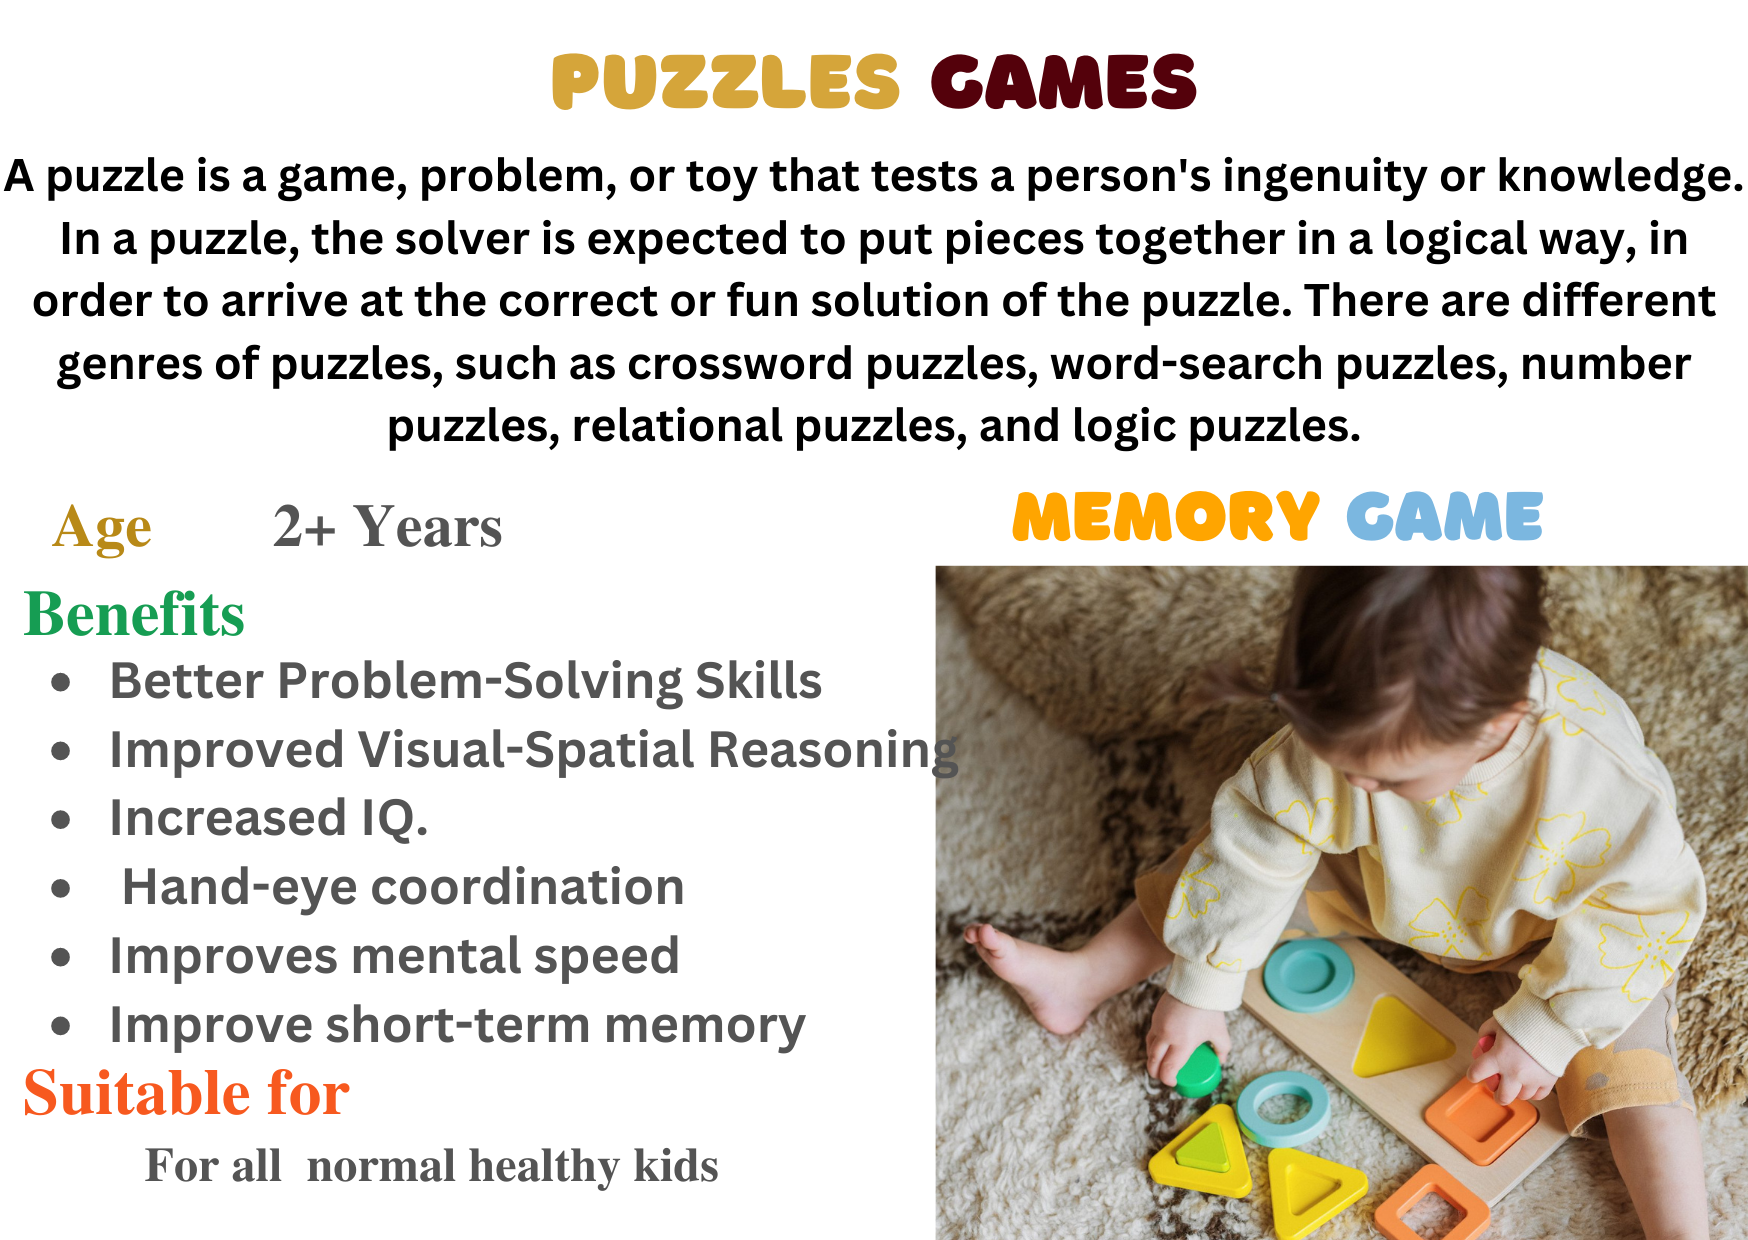 PUZZLES GAMES
A puzzle is a game, problem, or toy that tests a person's ingenuity or knowledge.
In a puzzle, the solver is expected to put pieces together in a logical way, in
order to arrive at the correct or fun solution of the puzzle. There are different
genres of puzzles, such as crossword puzzles, word-search puzzles, number
puzzles, relational puzzles, and logic puzzles.
Age 2+ Years
Benefits
• Better Problem-Solving Skills
• Improved Visual-Spatial Reasoning
• Increased IQ.
• Hand-eye coordination
• Improves mental speed
• Improve short-term memory
Suitable for
For all normal healthy kids
MEMORY GAME